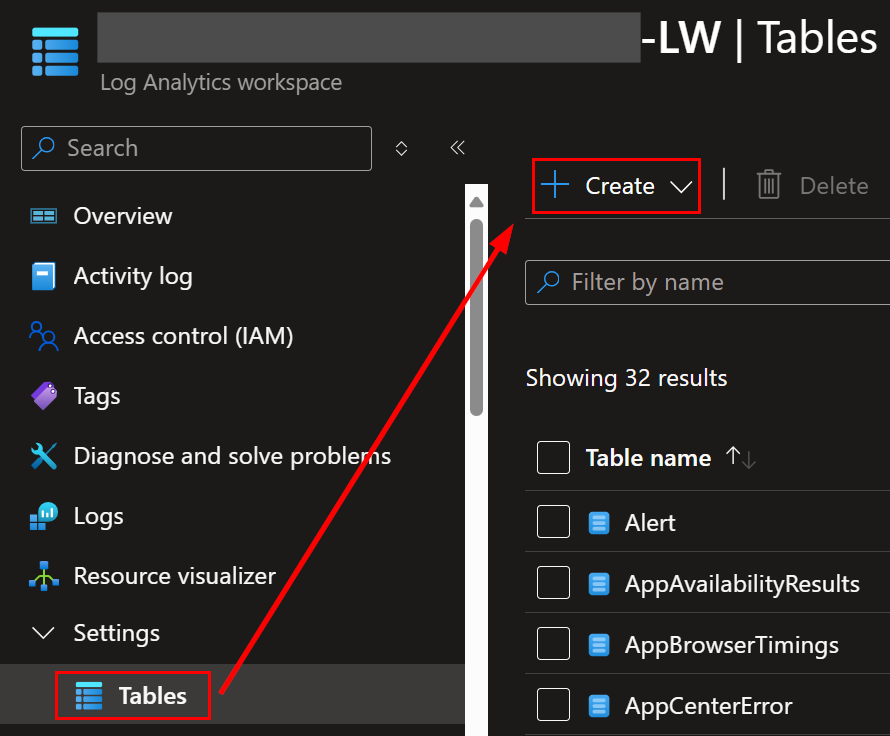 -LW | Tables
Log Analytics workspace
Search
Overview
Activity log
Access control (IAM)
Tags
Diagnose and solve problems
Logs
Resource visualizer
Settings
Tables
Create
Delete
Filter by name
Showing 32 results
Table name
Alert
AppAvailabilityResults
AppBrowserTimings
AppCenterError